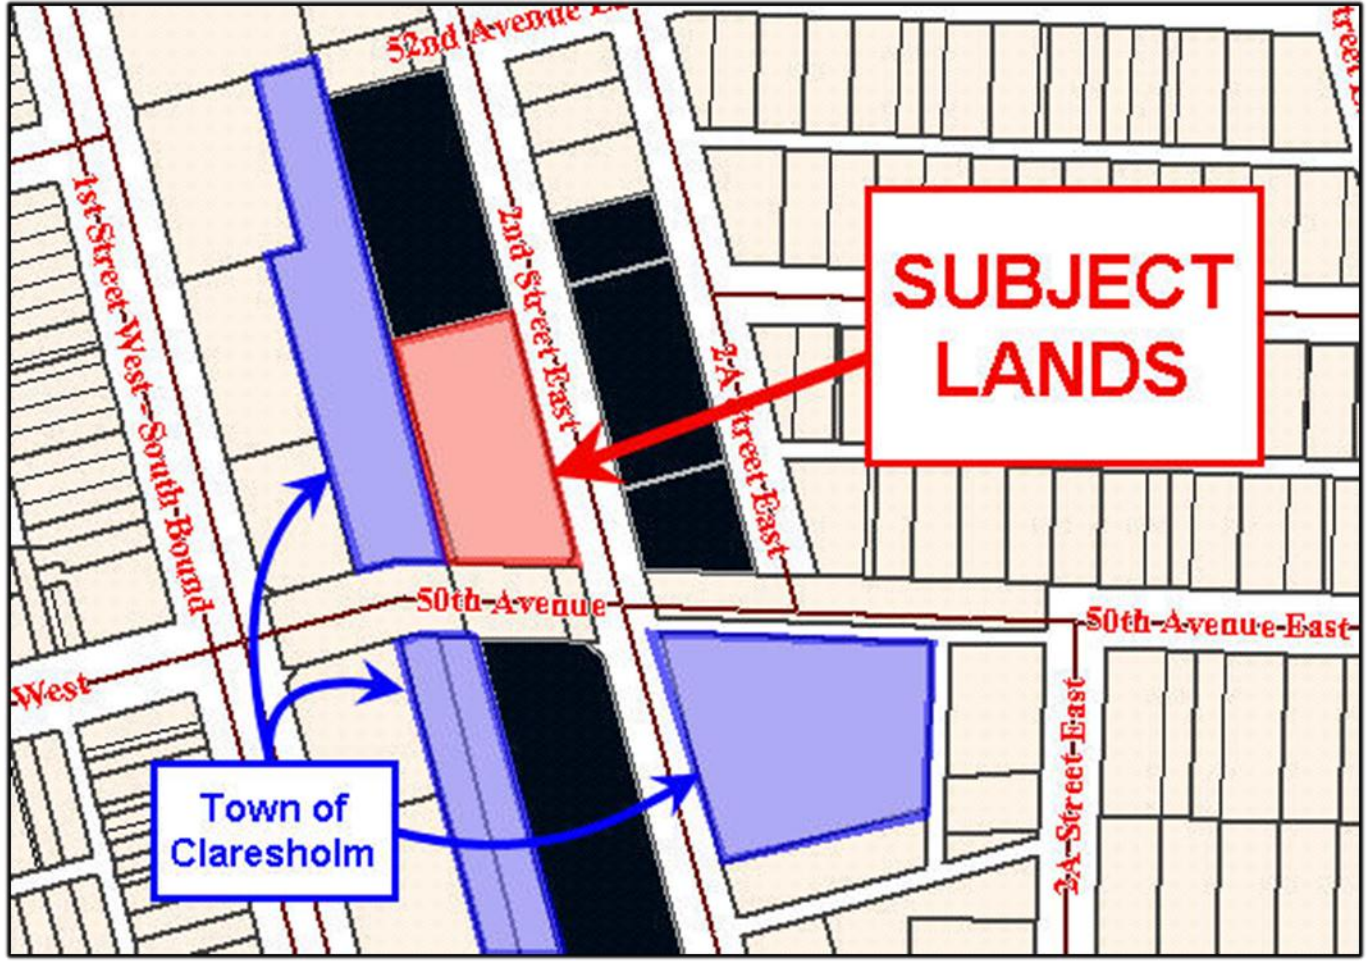 52nd Avenue
1st Street West - South Bound
2nd Street East
SUBJECT
LANDS
2A Street East
50th Avenue
50th Avenue East
West
2A Street East
Town of
Claresholm